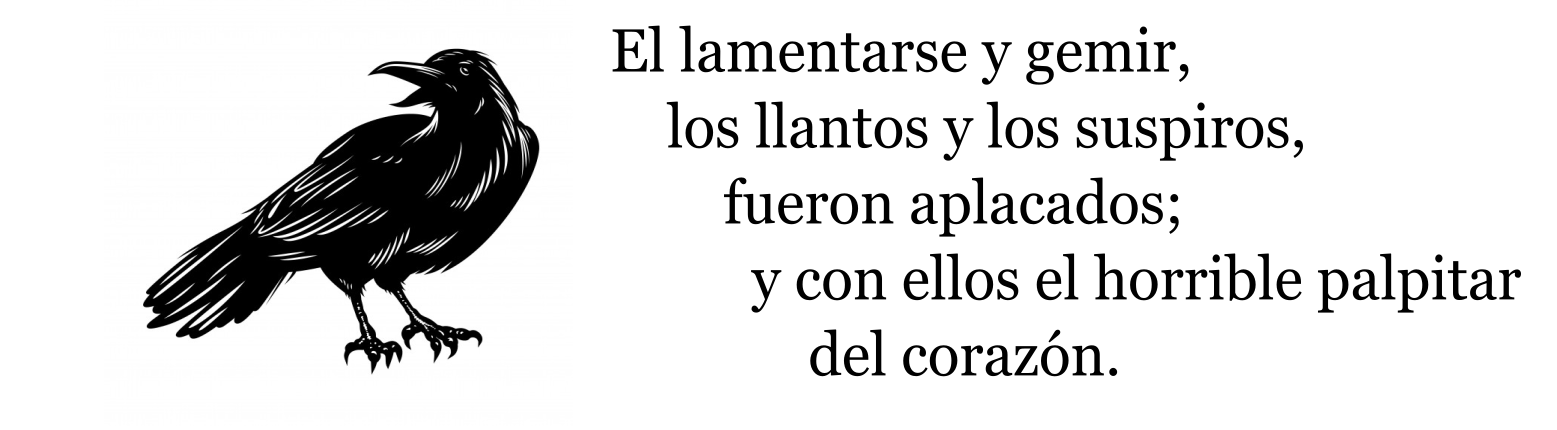 El lamentarse y gemir,
los llantos y los suspiros,
fueron aplacados;
y con ellos el horrible palpitar
del corazón.